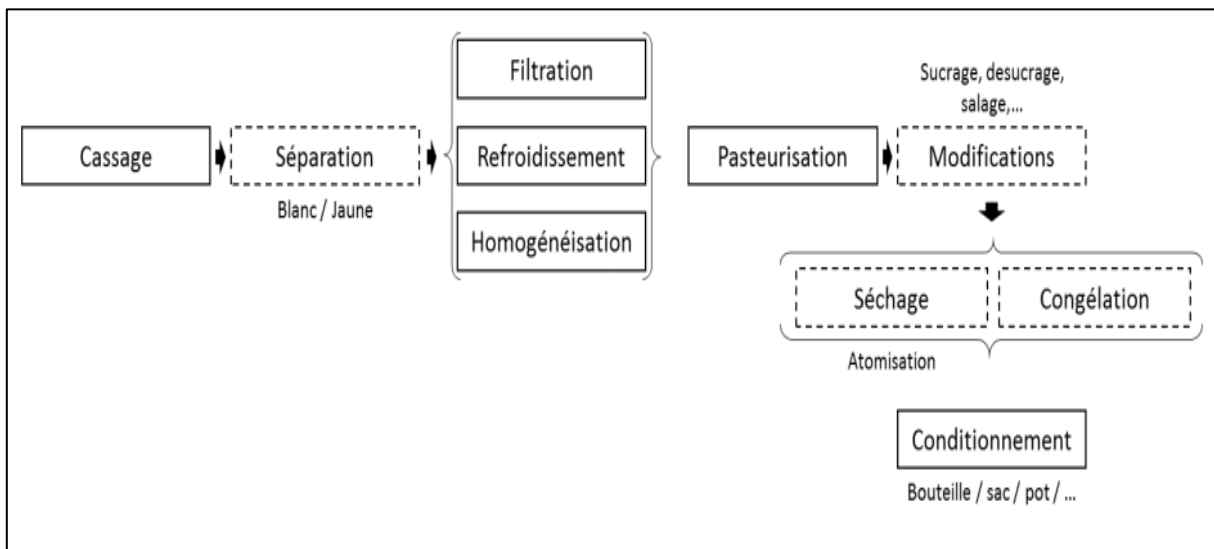 Cassage
Séparation
Blanc / Jaune
Filtration
Refroidissement
Homogénéisation
Pasteurisation
Sucrage, desucrage,
salage,...
Modifications
Séchage
Congélation
Atomisation
Conditionnement
Bouteille / sac / pot / ...